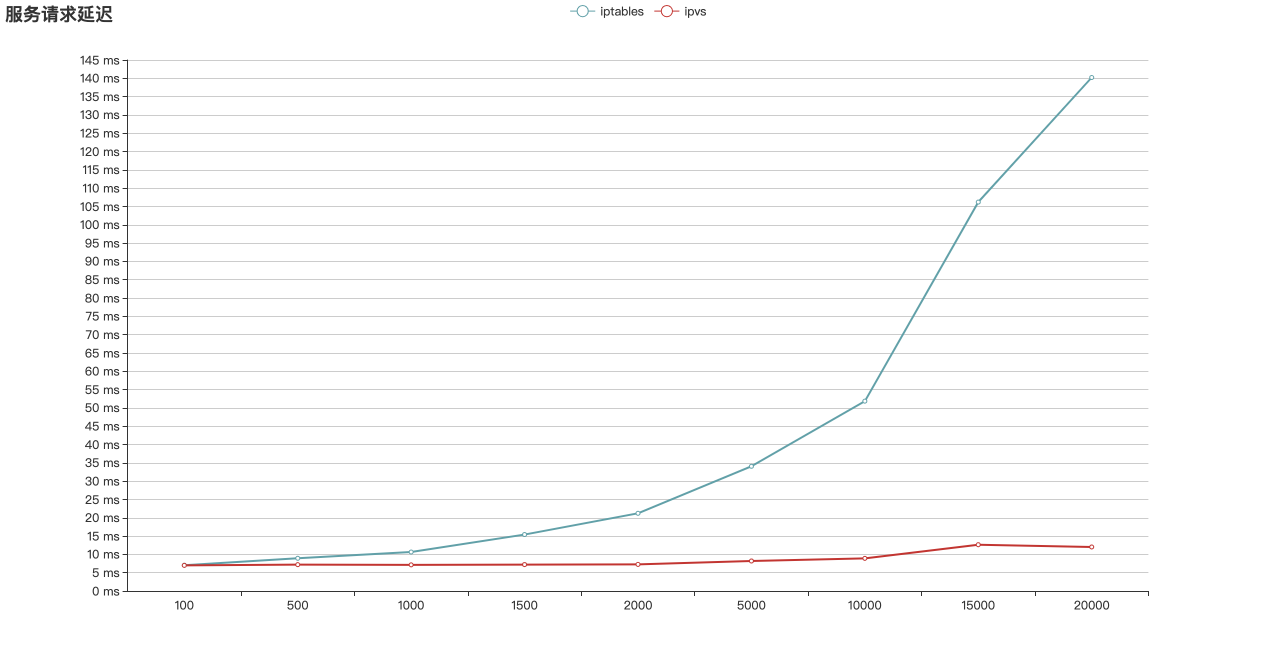 服务请求延迟
iptables
ipvs
145 ms
140 ms
135 ms
130 ms
125 ms
120 ms
115 ms
110 ms
105 ms
100 ms
95 ms
90 ms
85 ms
80 ms
75 ms
70 ms
65 ms
60 ms
55 ms
50 ms
45 ms
40 ms
35 ms
30 ms
25 ms
20 ms
15 ms
10 ms
5 ms
0 ms
100 500 1000 1500 2000 5000 10000 15000 20000